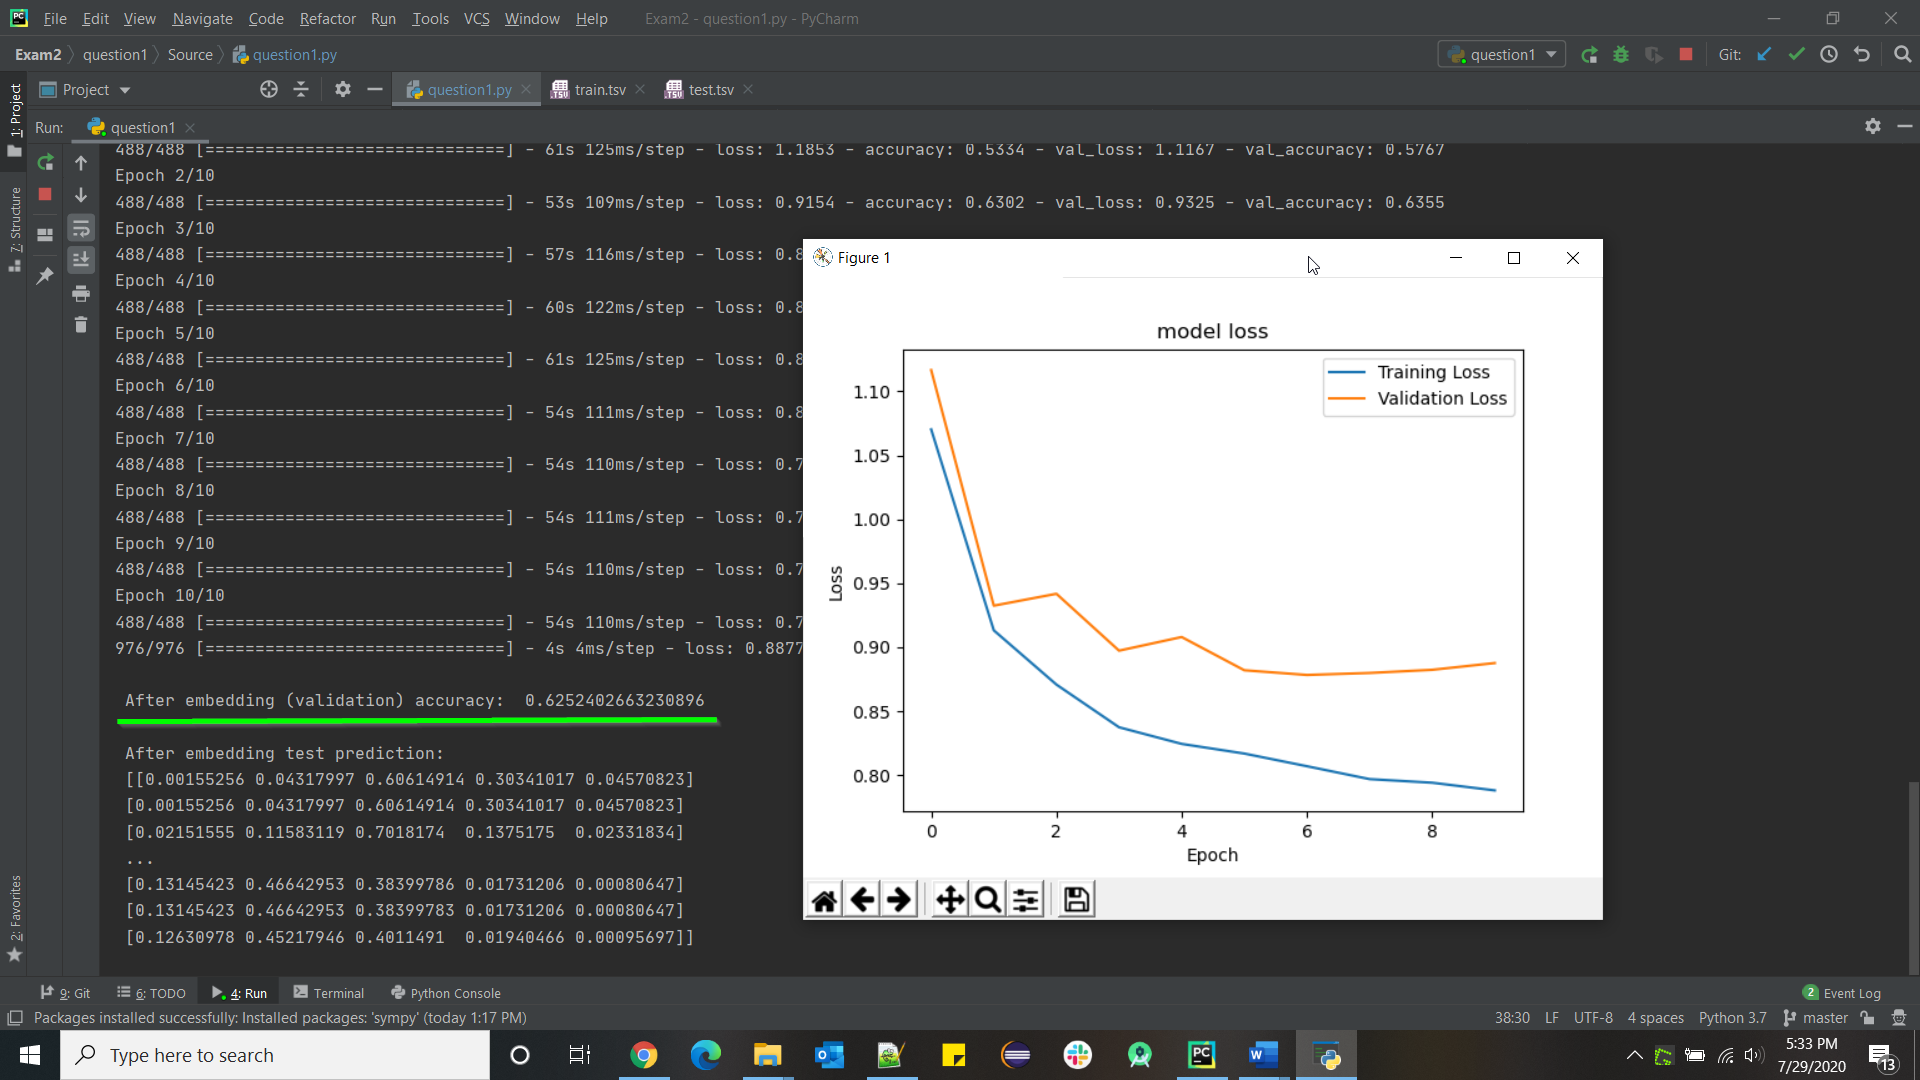 File Edit View Navigate Code Refactor Run Tools VCS Window Help Exam2 - question1.py - PyCharm
Exam2 question1 Source question1.py question1 Git:
Project question1.py train.tsv test.tsv
1: Project
7: Structure
2: Favorites
Run: question1
488/488 [==============================] - 61s 125ms/step - loss: 1.1853 - accuracy: 0.5334 - val_loss: 1.1167 - val_accuracy: 0.5767
Epoch 2/10
488/488 [==============================] - 53s 109ms/step - loss: 0.9154 - accuracy: 0.6302 - val_loss: 0.9325 - val_accuracy: 0.6355
Epoch 3/10
488/488 [==============================] - 57s 116ms/step - loss: 0.8
Epoch 4/10
488/488 [==============================] - 60s 122ms/step - loss: 0.8
Epoch 5/10
488/488 [==============================] - 61s 125ms/step - loss: 0.8
Epoch 6/10
488/488 [==============================] - 54s 111ms/step - loss: 0.8
Epoch 7/10
488/488 [==============================] - 54s 110ms/step - loss: 0.7
Epoch 8/10
488/488 [==============================] - 54s 111ms/step - loss: 0.7
Epoch 9/10
488/488 [==============================] - 54s 110ms/step - loss: 0.7
Epoch 10/10
488/488 [==============================] - 54s 110ms/step - loss: 0.7
976/976 [==============================] - 4s 4ms/step - loss: 0.8877
After embedding (validation) accuracy: 0.6252402663230896
After embedding test prediction:
[[0.00155256 0.04317997 0.60614914 0.30341017 0.04570823]
[0.00155256 0.04317997 0.60614914 0.30341017 0.04570823]
[0.02151555 0.11583119 0.7018174 0.1375175 0.02331834]
...
[0.13145423 0.46642953 0.38399786 0.01731206 0.00080647]
[0.13145423 0.46642953 0.38399783 0.01731206 0.00080647]
[0.12630978 0.45217946 0.4011491 0.01940466 0.00095697]]
Figure 1
model loss
Training Loss
Validation Loss
1.10
1.05
1.00
0.95
0.90
0.85
0.80
Loss
0 2 4 6 8
Epoch
9: Git 6: TODO 4: Run Terminal Python Console 2 Event Log
Packages installed successfully: Installed packages: 'sympy' (today 1:17 PM) 38:30 LF UTF-8 4 spaces Python 3.7 master
Type here to search
5:33 PM
7/29/2020
13